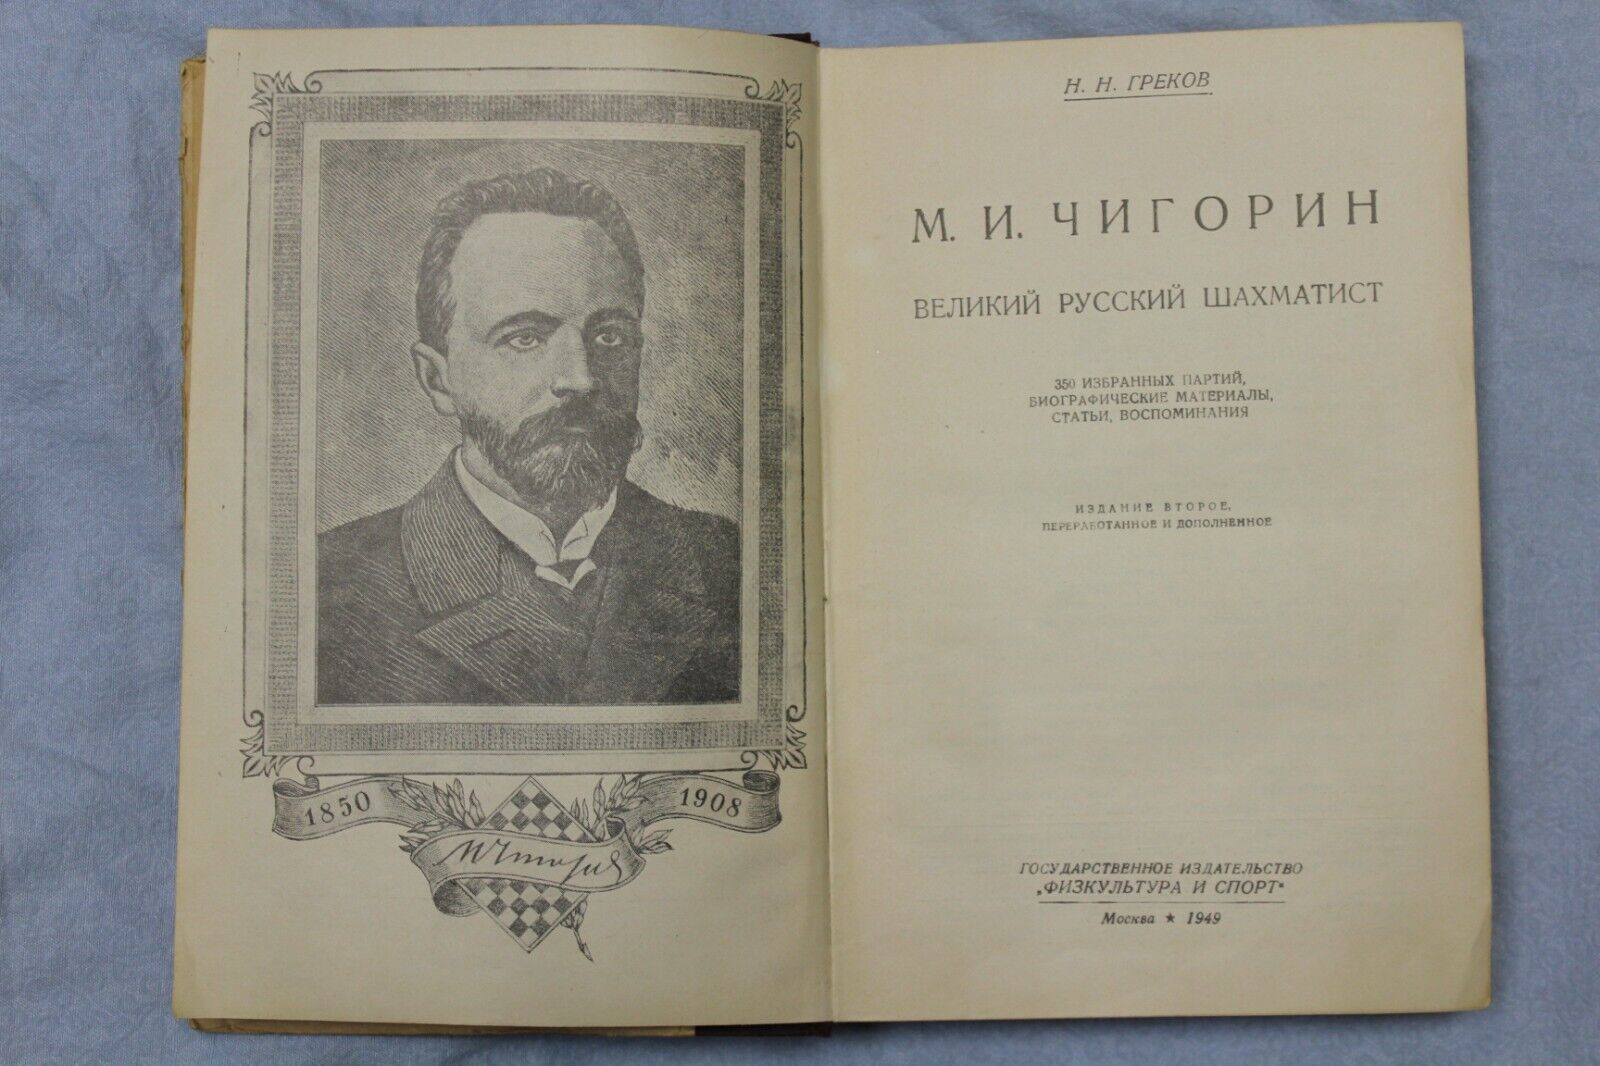 1850
1908
МЧигорин
Н. Н. ГРЕКОВ
М. И. ЧИГОРИН
ВЕЛИКИЙ РУССКИЙ ШАХМАТИСТ
350 ИЗБРАННЫХ ПАРТИЙ,
БИОГРАФИЧЕСКИЕ МАТЕРИАЛЫ,
СТАТЬИ, ВОСПОМИНАНИЯ
ИЗДАНИЕ ВТОРОЕ,
ПЕРЕРАБОТАННОЕ И ДОПОЛНЕННОЕ
ГОСУДАРСТВЕННОЕ ИЗДАТЕЛЬСТВО
„ФИЗКУЛЬТУРА И СПОРТ“
Москва ★ 1949